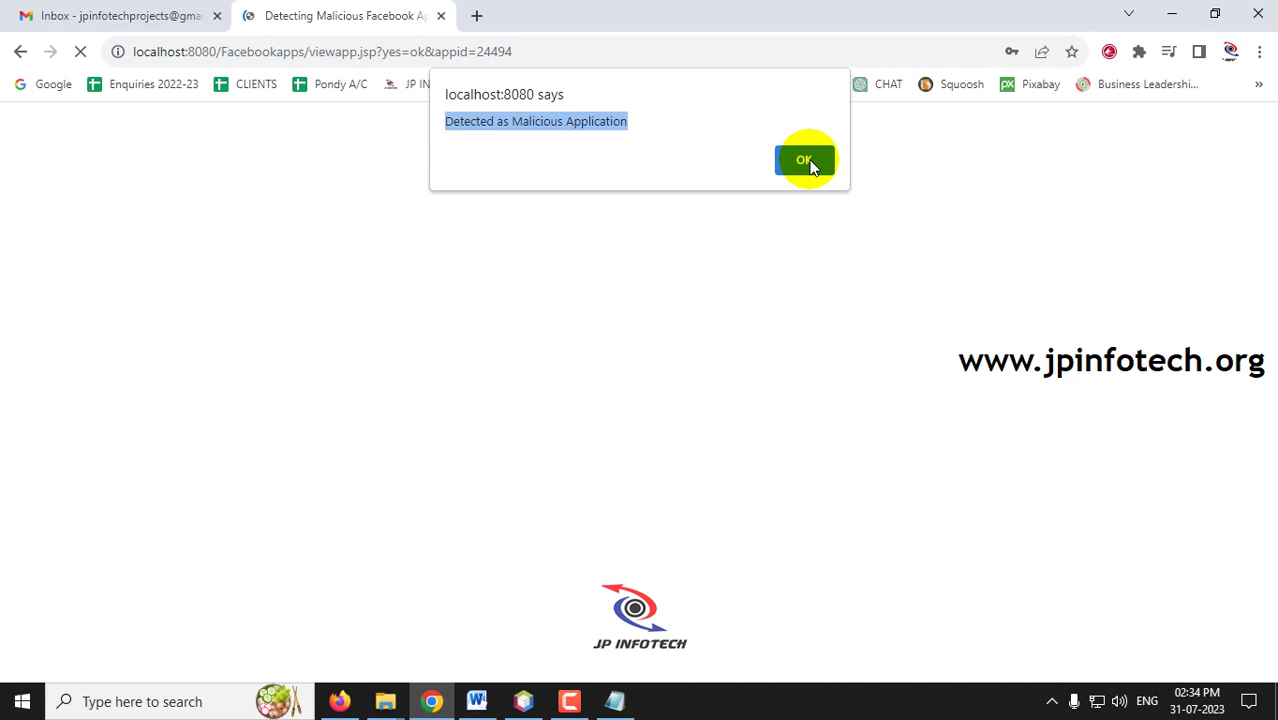 Inbox - jpinfotechprojects@gmai
Detecting Malicious Facebook Ap
localhost:8080/Facebookapps/viewapp.jsp?yes=ok&appid=24494
Google
Enquiries 2022-23
CLIENTS
Pondy A/C
JP IN
CHAT
Squoosh
Pixabay
Business Leadershi...
localhost:8080 says
Detected as Malicious Application
OK
www.jpinfotech.org
JP INFOTECH
Type here to search
ENG
02:34 PM
31-07-2023